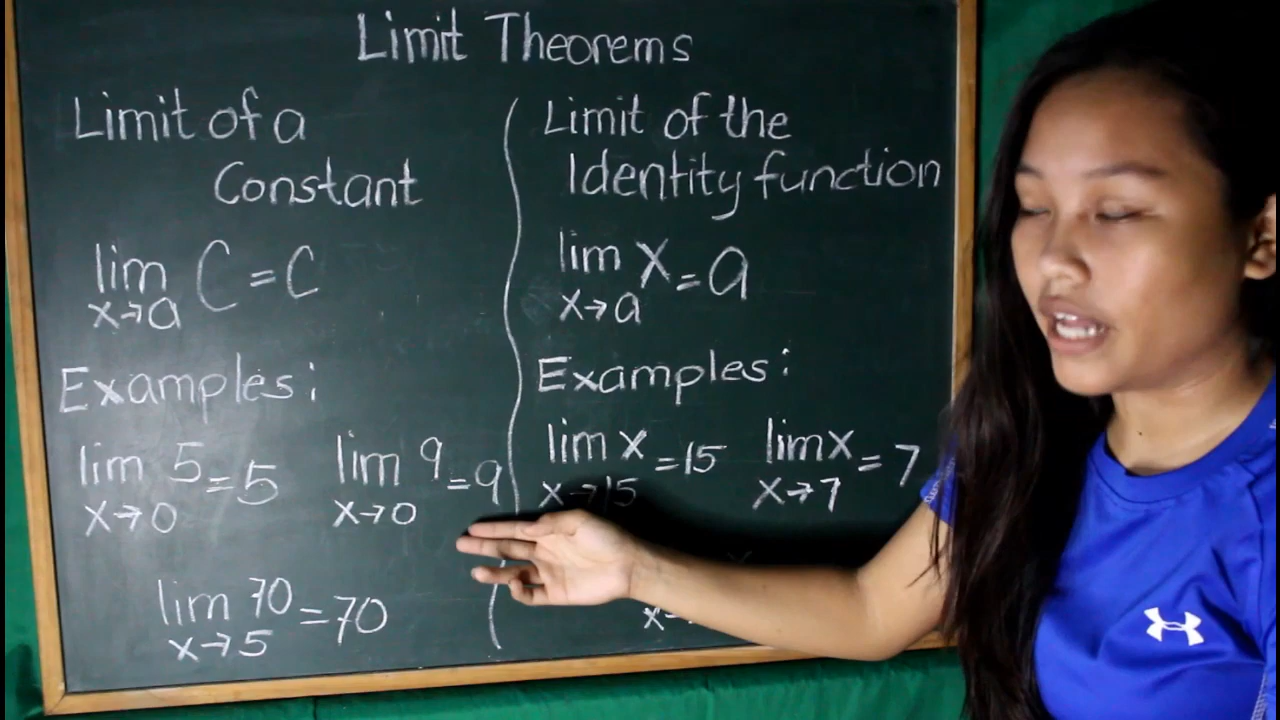 Limit Theorems
Limit of a
Constant
lim C = C
x→a
Examples:
lim 5 = 5
x→0
lim 9 = 9
x→0
lim 70 = 70
x→5
Limit of the
Identity function
lim x = a
x→a
Examples:
lim x = 15
x→15
lim x = 7
x→7